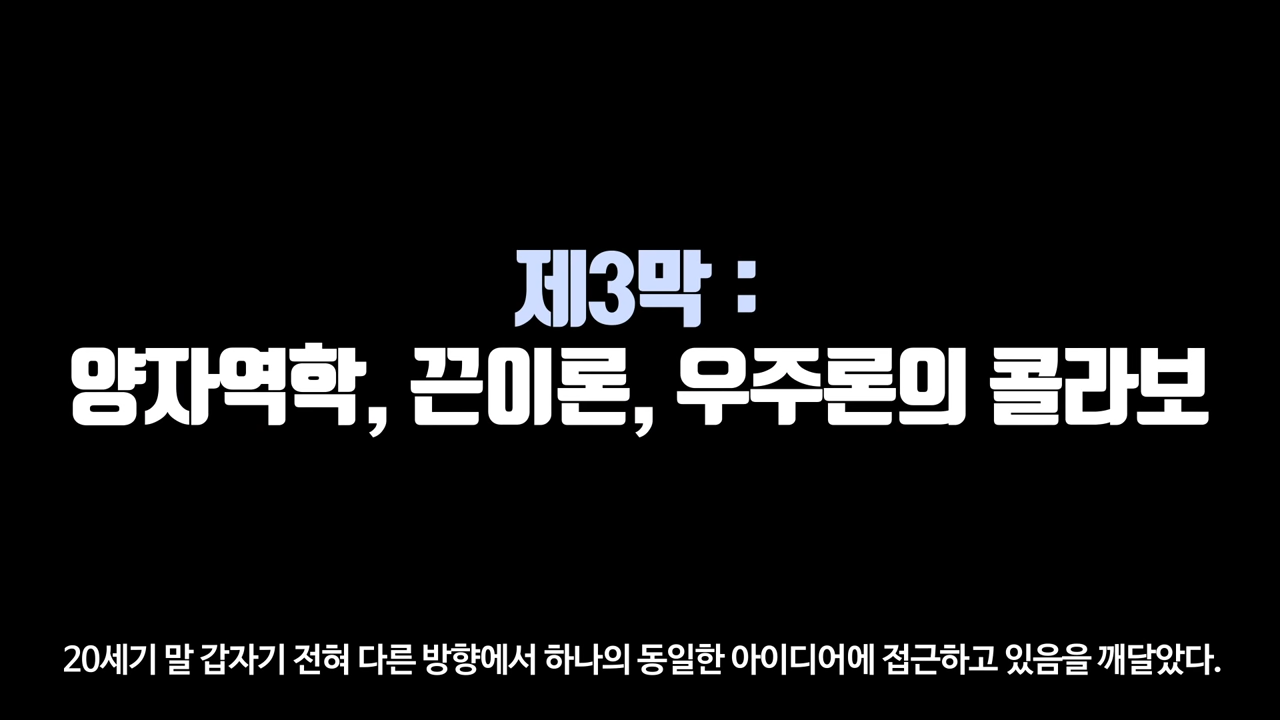 제3막 :
양자역학, 끈이론, 우주론의 콜라보
20세기 말 갑자기 전혀 다른 방향에서 하나의 동일한 아이디어에 접근하고 있음을 깨달았다.